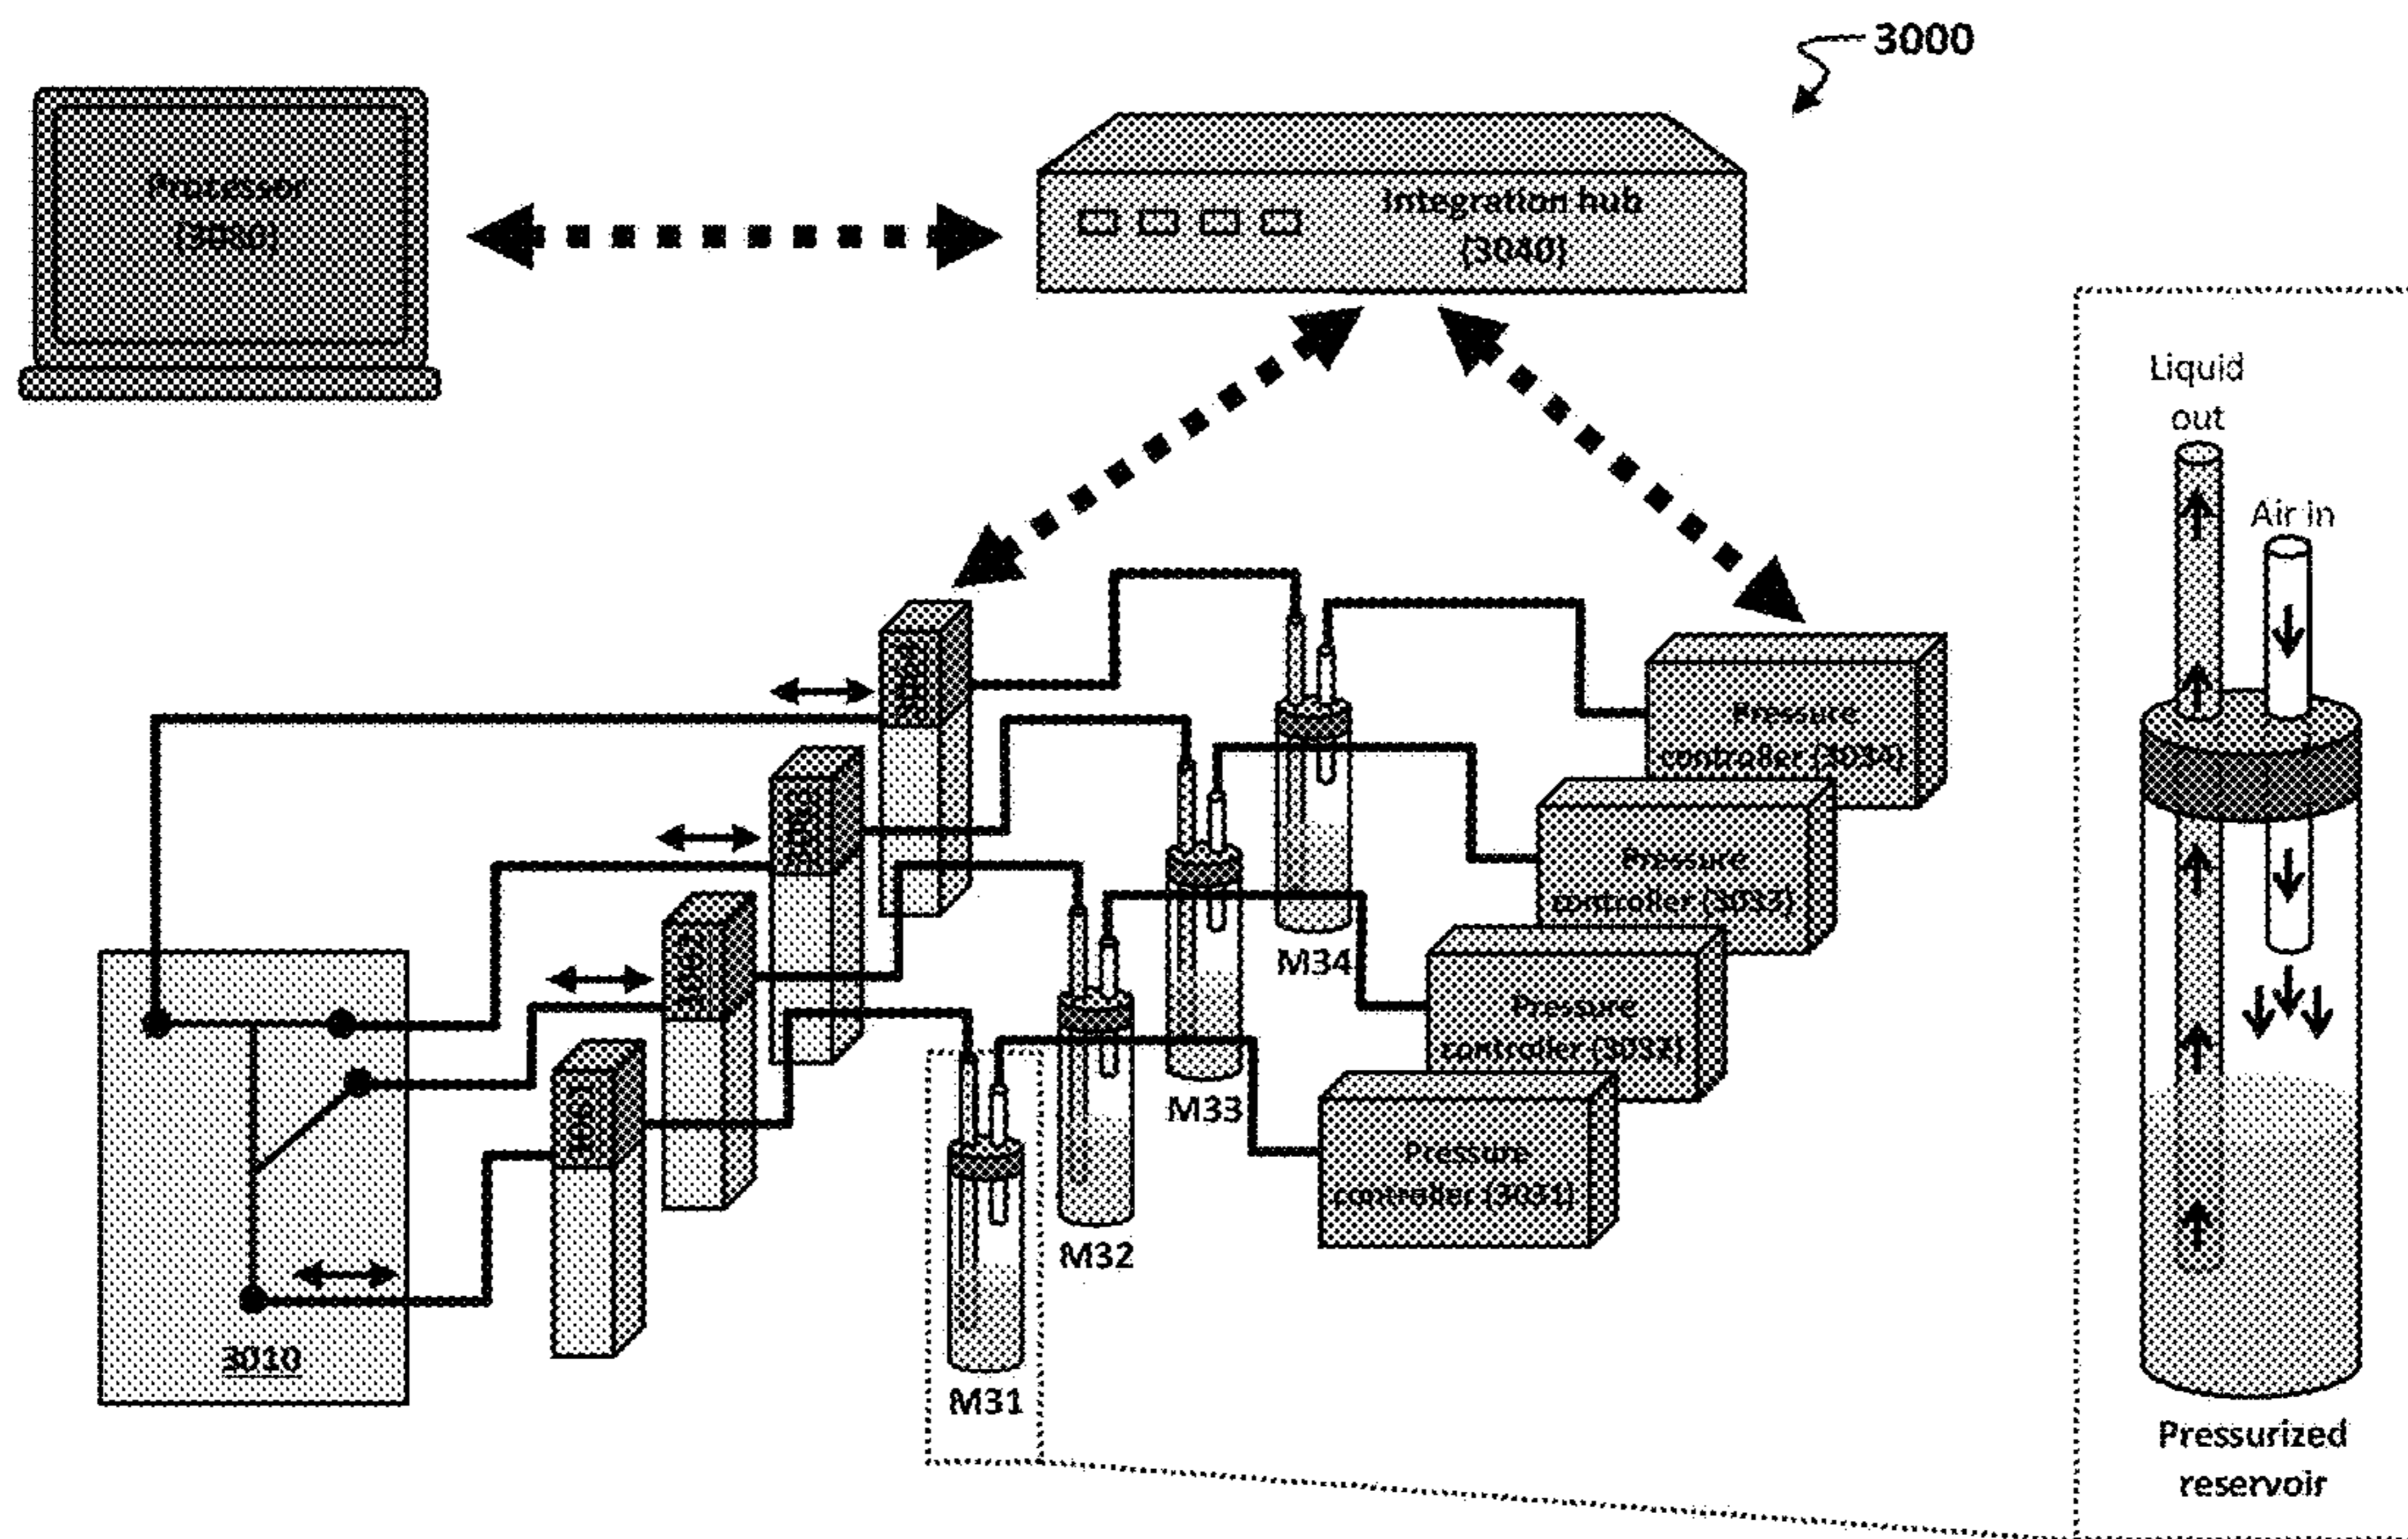 3000
Processor
(3080)
Integration hub
(3040)
Liquid
out
Air in
Pressure
controller (3034)
Pressure
controller (3033)
M34
Pressure
controller (3032)
M33
Pressure
controller (3031)
M32
3010
M31
Pressurized
reservoir